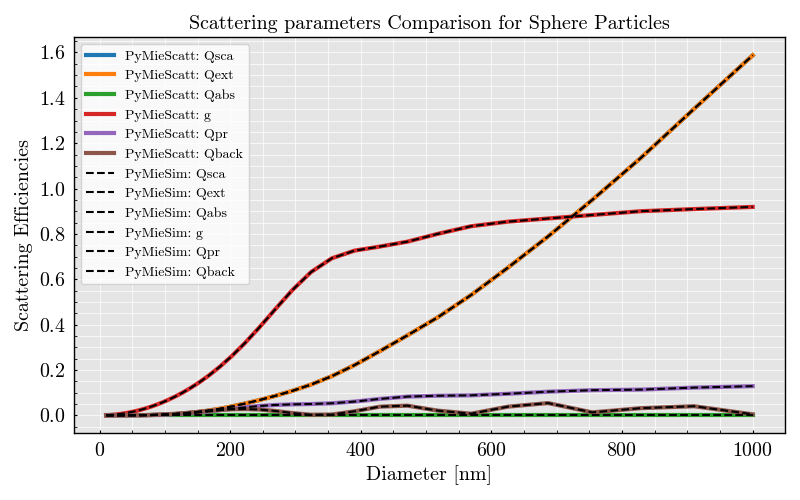 Scattering parameters Comparison for Sphere Particles
Scattering Efficiencies
1.6
1.4
1.2
1.0
0.8
0.6
0.4
0.2
0.0
PyMieScatt: Qsca
PyMieScatt: Qext
PyMieScatt: Qabs
PyMieScatt: g
PyMieScatt: Qpr
PyMieScatt: Qback
PyMieSim: Qsca
PyMieSim: Qext
PyMieSim: Qabs
PyMieSim: g
PyMieSim: Qpr
PyMieSim: Qback
0 200 400 600 800 1000
Diameter [nm]